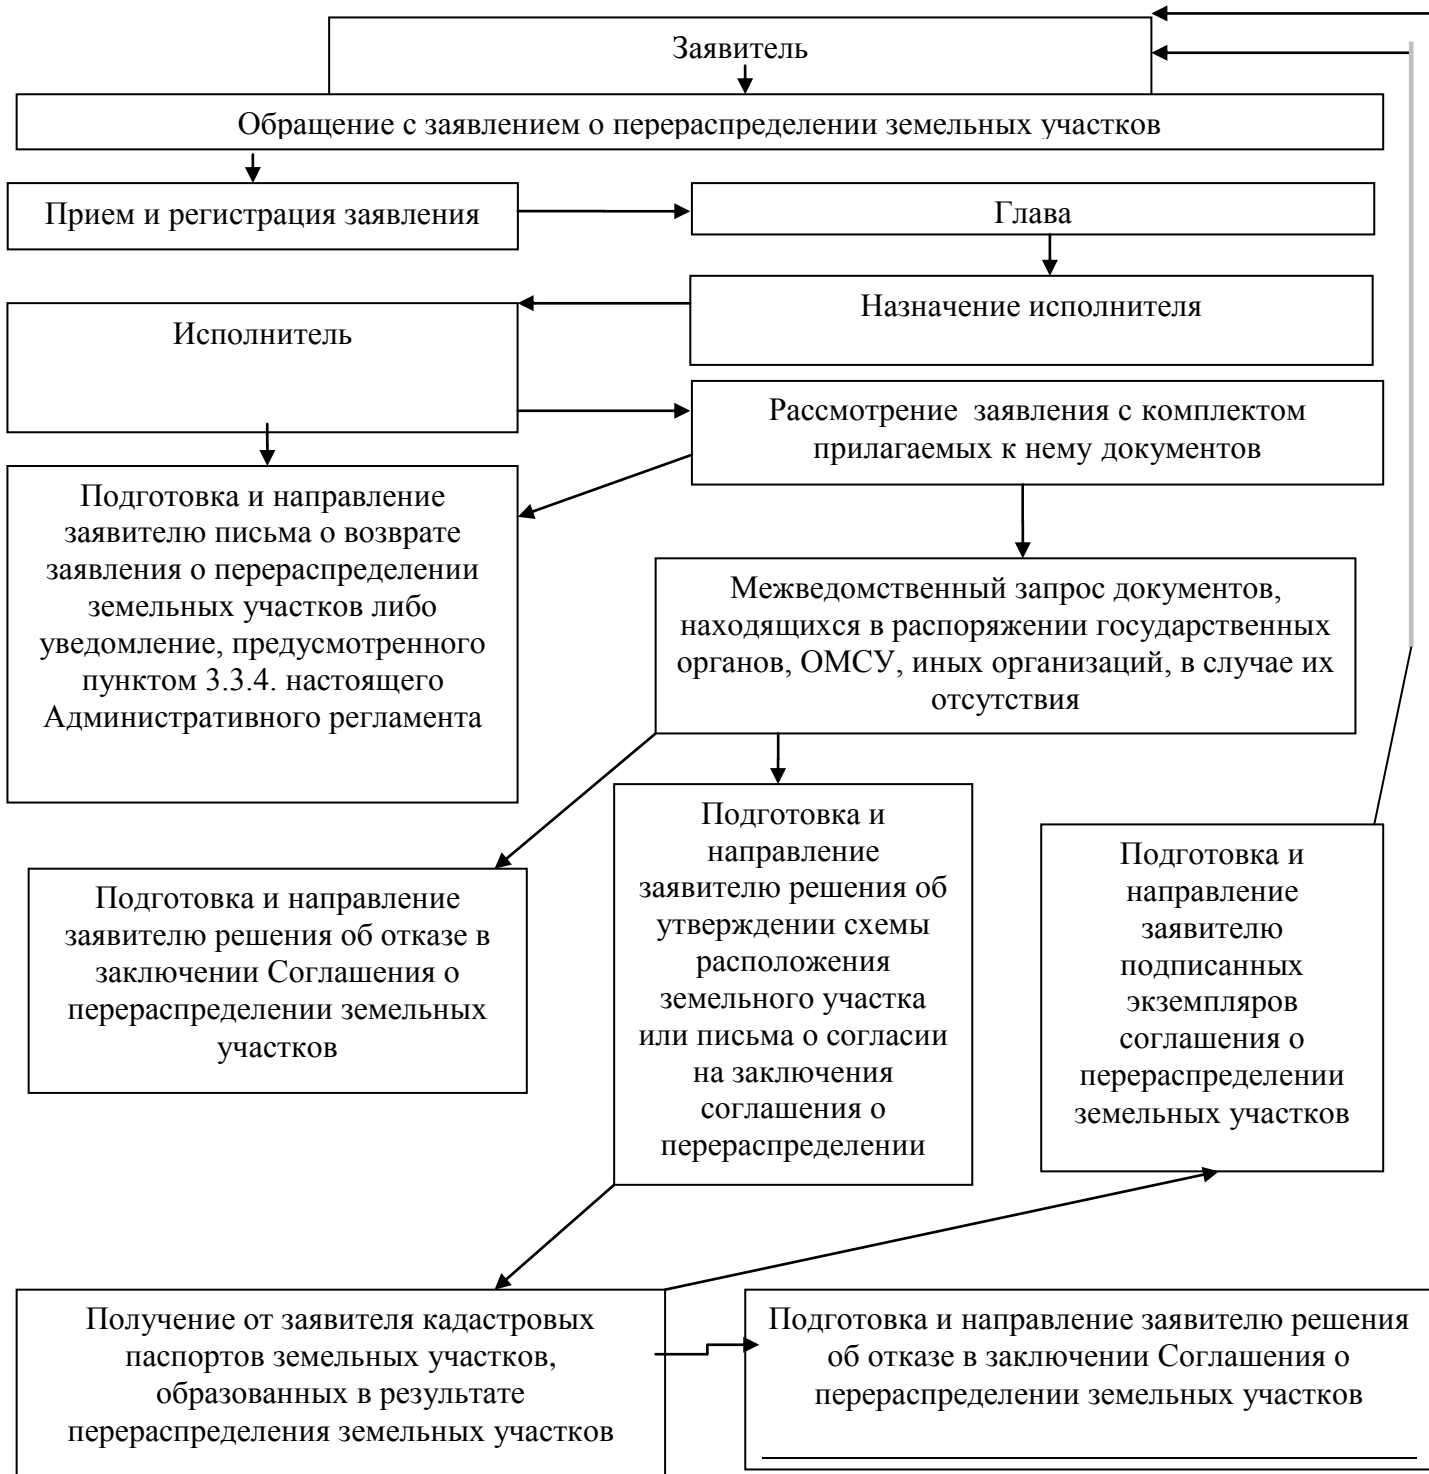 Заявитель
Обращение с заявлением о перераспределении земельных участков
Прием и регистрация заявления
Глава
Назначение исполнителя
Исполнитель
Рассмотрение заявления с комплектом
прилагаемых к нему документов
Подготовка и направление
заявителю письма о возврате
заявления о перераспределении
земельных участков либо
уведомление, предусмотренного
пунктом 3.3.4. настоящего
Административного регламента
Межведомственный запрос документов,
находящихся в распоряжении государственных
органов, ОМСУ, иных организаций, в случае их
отсутствия
Подготовка и направление
заявителю решения об отказе в
заключении Соглашения о
перераспределении земельных
участков
Подготовка и
направление
заявителю решения об
утверждении схемы
расположения
земельного участка
или письма о согласии
на заключения
соглашения о
перераспределении
Подготовка и
направление
заявителю
подписанных
экземпляров
соглашения о
перераспределении
земельных участков
Получение от заявителя кадастровых
паспортов земельных участков,
образованных в результате
перераспределения земельных участков
Подготовка и направление заявителю решения
об отказе в заключении Соглашения о
перераспределении земельных участков